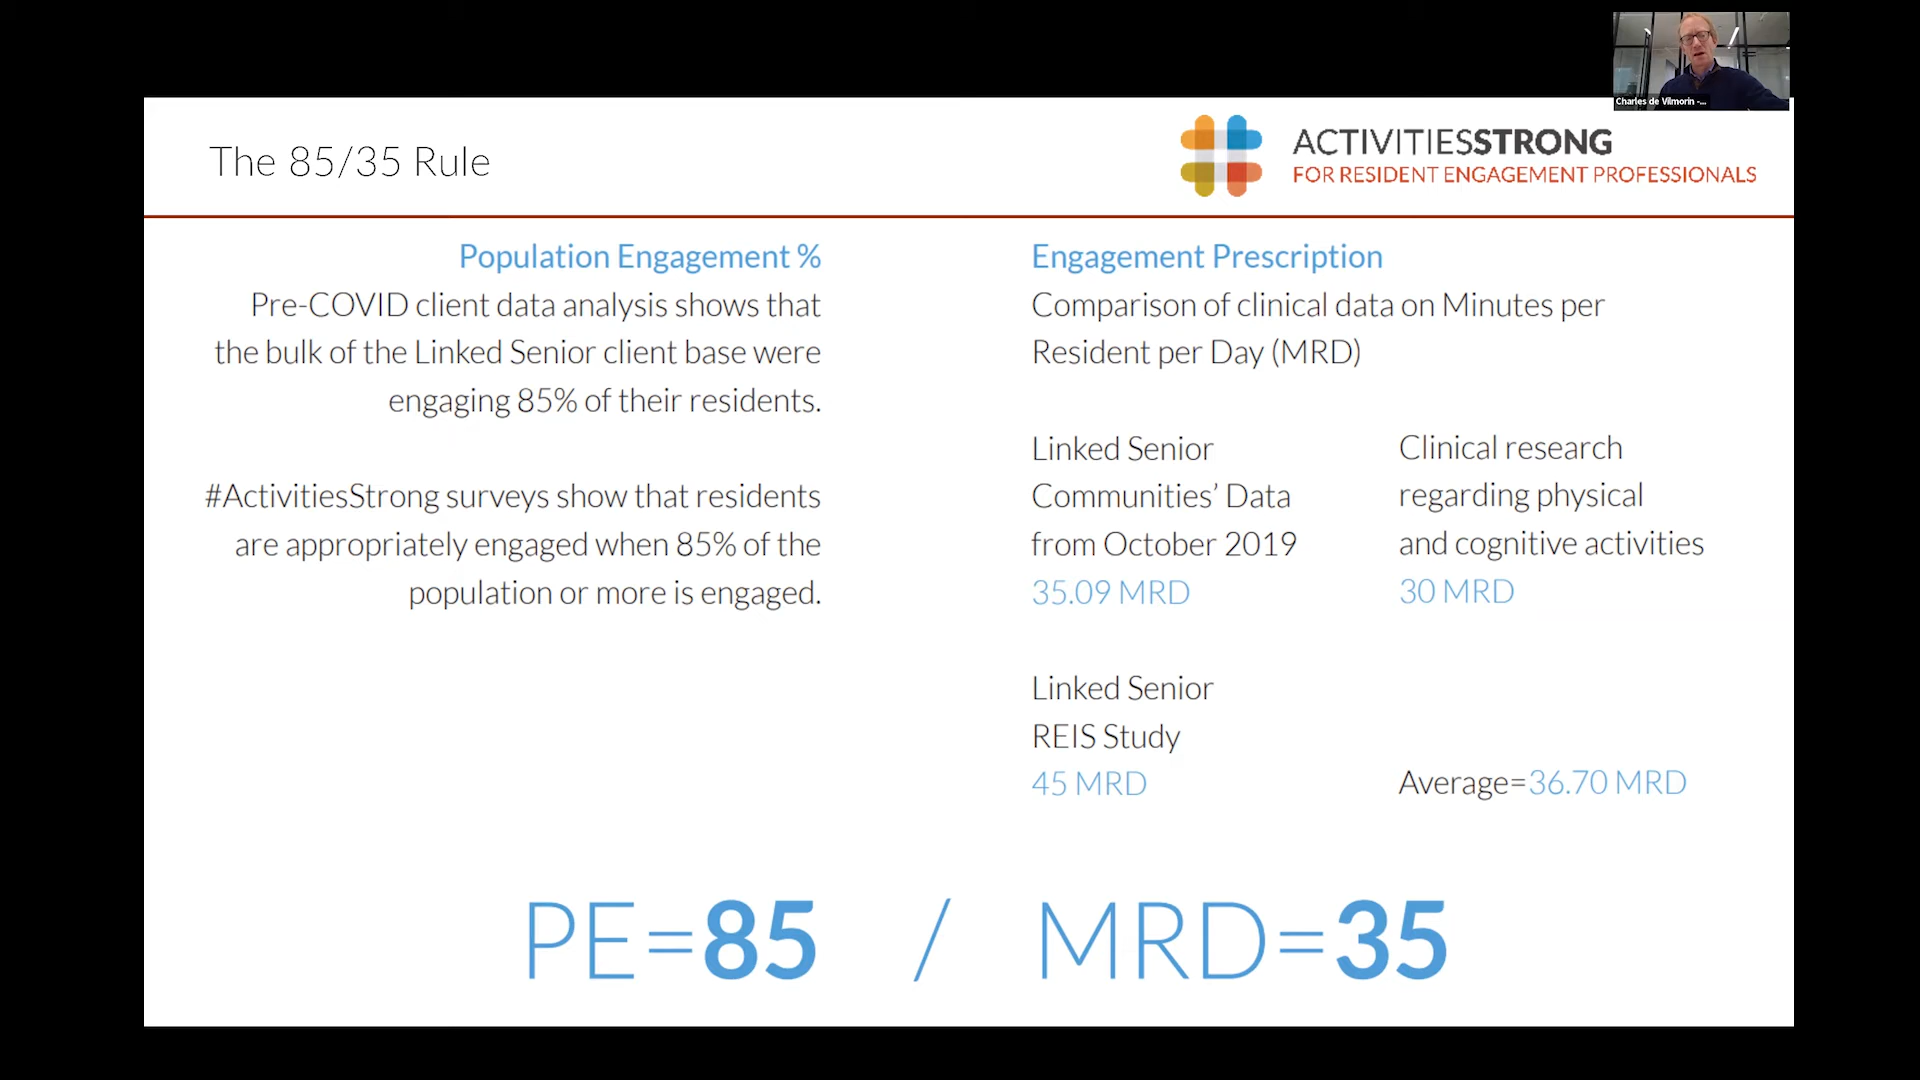 Charles de Vilmorin -...
The 85/35 Rule
ACTIVITIESSTRONG
FOR RESIDENT ENGAGEMENT PROFESSIONALS
Population Engagement %
Pre-COVID client data analysis shows that
the bulk of the Linked Senior client base were
engaging 85% of their residents.
#ActivitiesStrong surveys show that residents
are appropriately engaged when 85% of the
population or more is engaged.
Engagement Prescription
Comparison of clinical data on Minutes per
Resident per Day (MRD)
Linked Senior
Communities’ Data
from October 2019
35.09 MRD
Clinical research
regarding physical
and cognitive activities
30 MRD
Linked Senior
REIS Study
45 MRD
Average=36.70 MRD
PE=85 / MRD=35